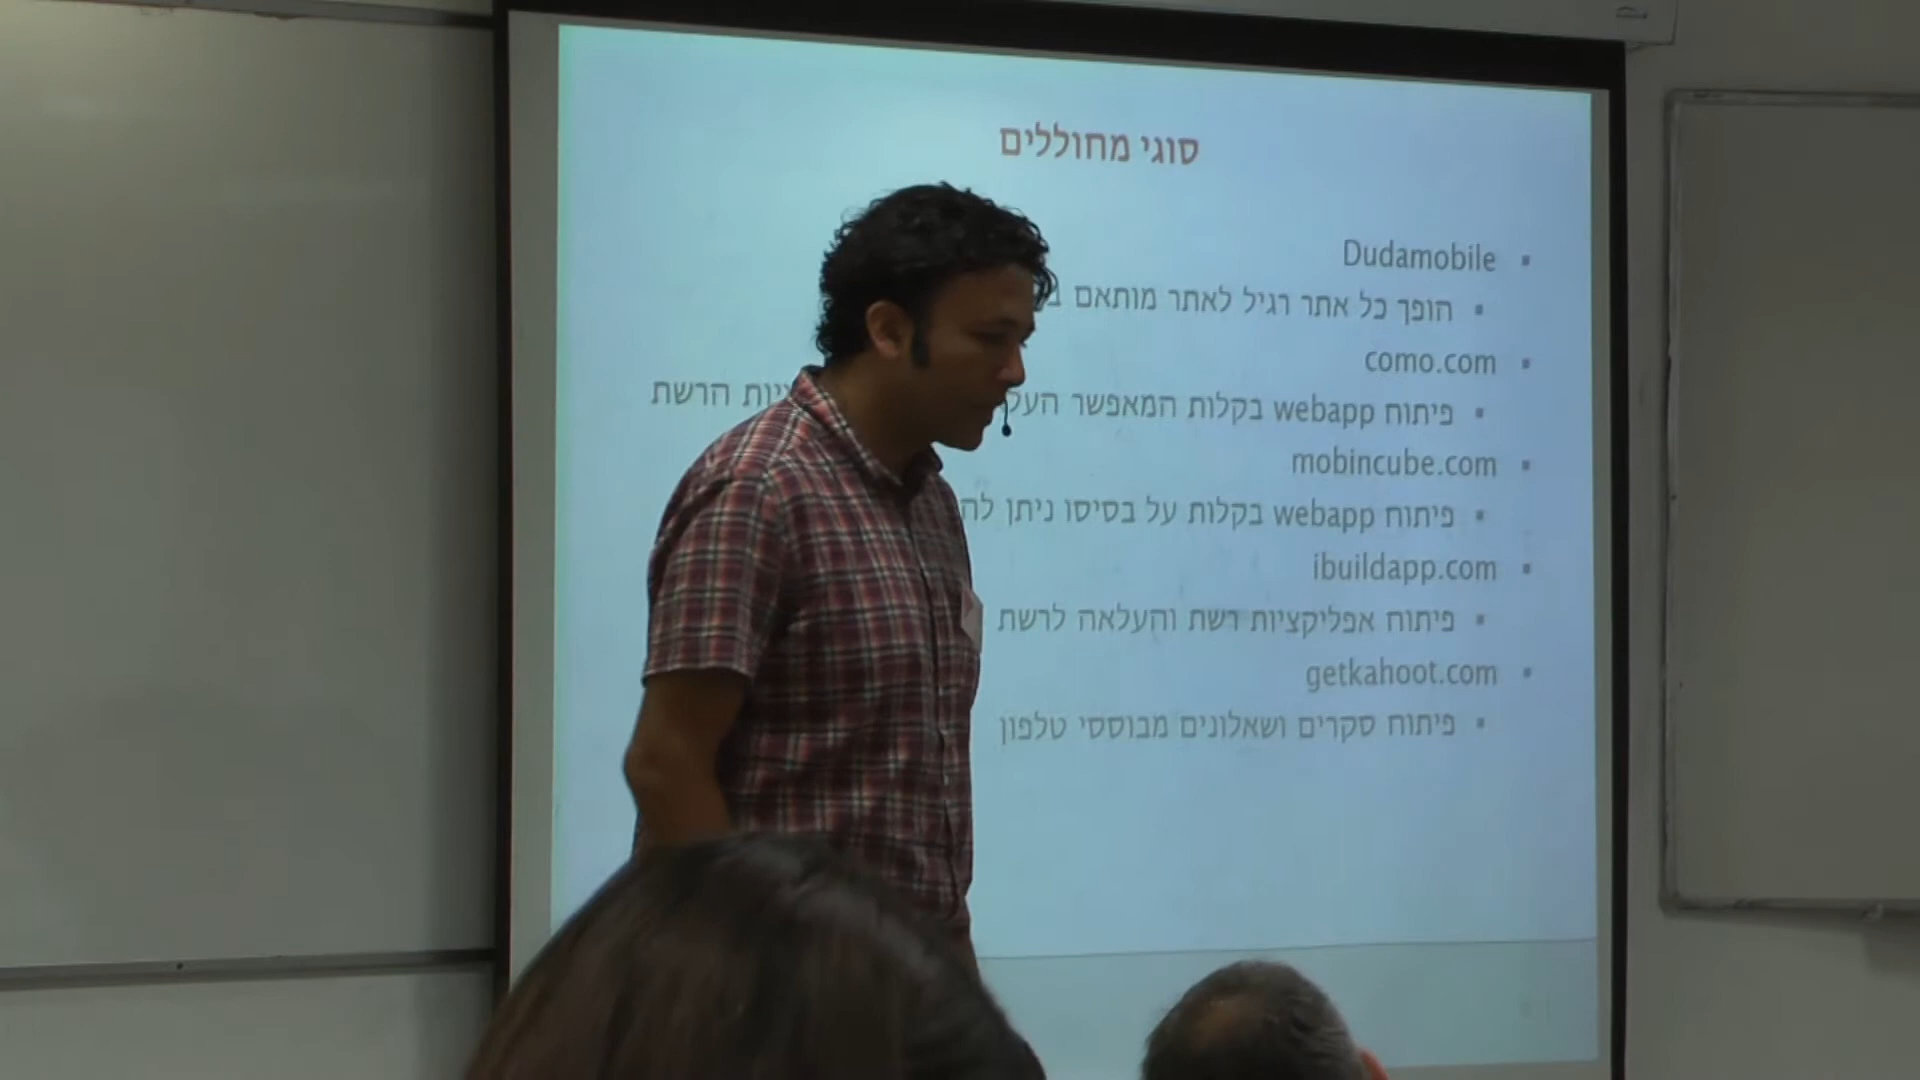 סוגי מחוללים
Dudamobile
הופך כל אתר רגיל לאתר מותאם
como.com
פיתוח webapp בקלות המאפשר הרשת
mobincube.com
פיתוח webapp בקלות על בסיסו ניתן
ibuildapp.com
פיתוח אפליקציות רשת והעלאה לרשת
getkahoot.com
פיתוח סקרים ושאלונים מבוססי טלפון